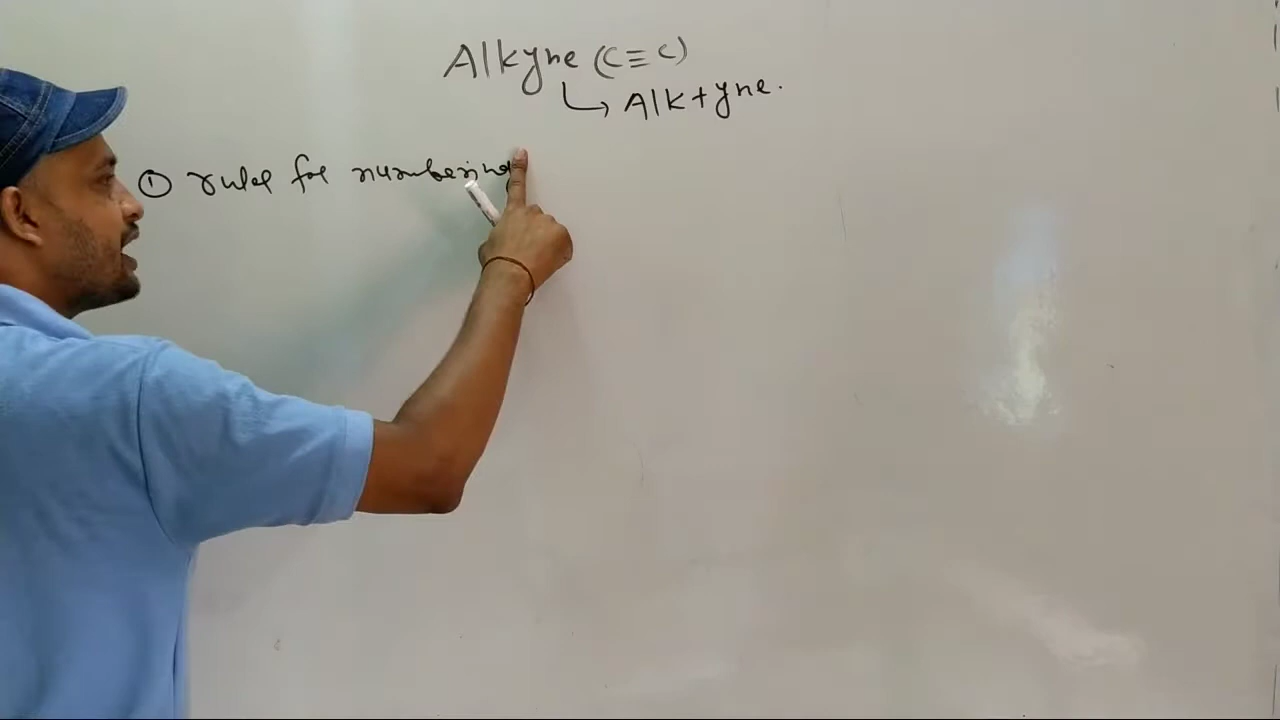 Alkyne (C≡C)
↳ Alk+yne.
① rules for numbering